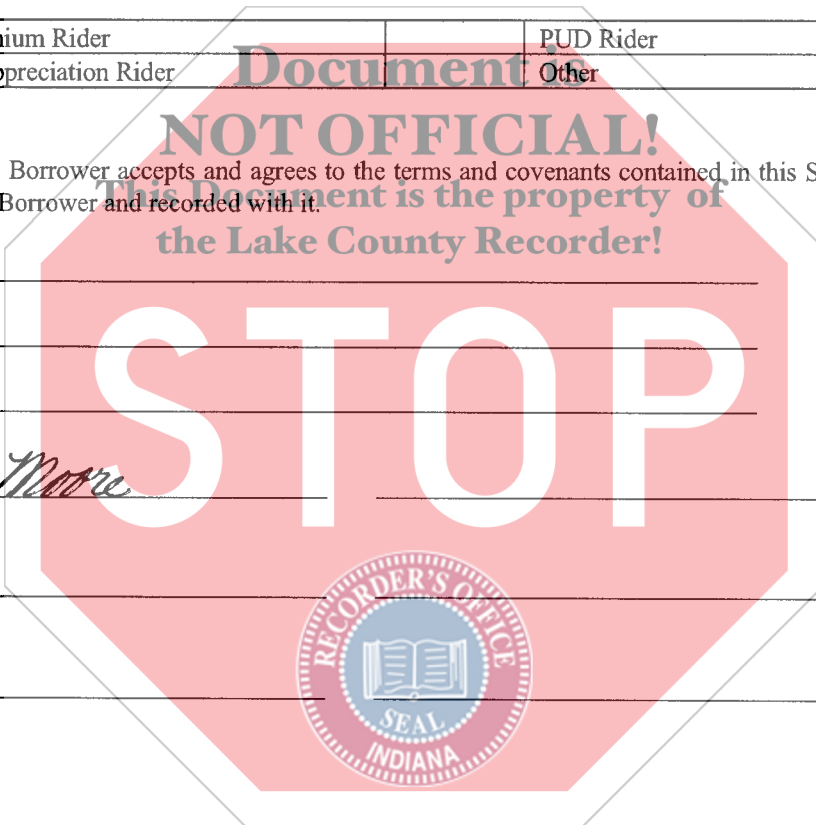 nium Rider PUD Rider
preciation Rider Other
Document is
NOT OFFICIAL!
Borrower accepts and agrees to the terms and covenants contained in this S
This Document is the property of
Borrower and recorded with it.
the Lake County Recorder!
STOP
Moore
RECORDER'S OFFICE
SEAL
INDIANA